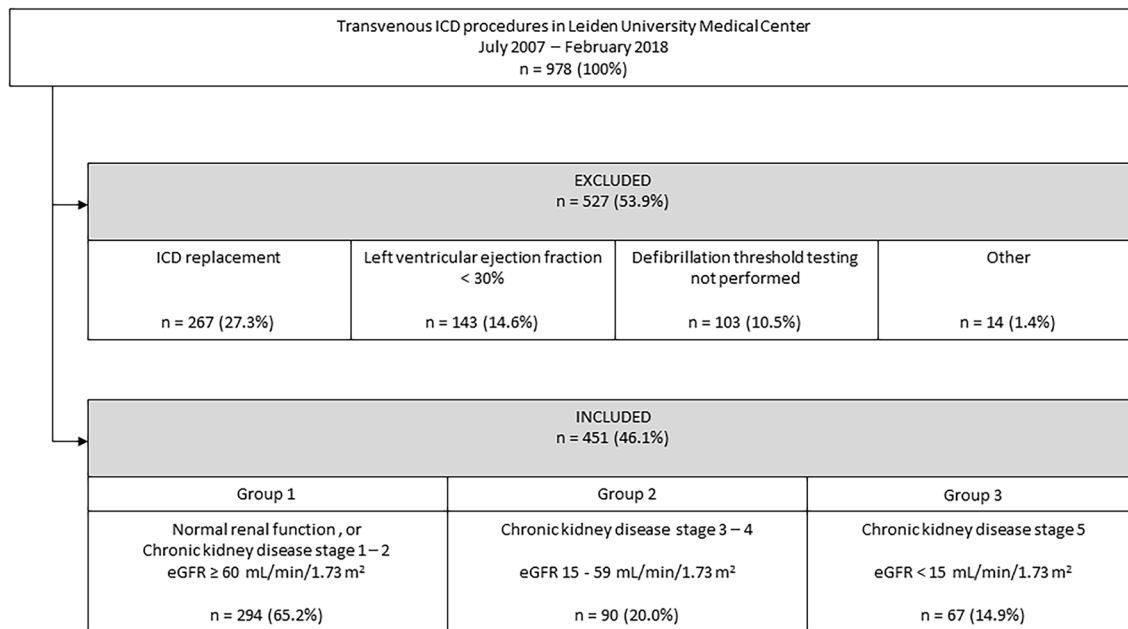 Transvenous ICD procedures in Leiden University Medical Center
July 2007 – February 2018
n = 978 (100%)
EXCLUDED
n = 527 (53.9%)
ICD replacement
n = 267 (27.3%)
Left ventricular ejection fraction
< 30%
n = 143 (14.6%)
Defibrillation threshold testing
not performed
n = 103 (10.5%)
Other
n = 14 (1.4%)
INCLUDED
n = 451 (46.1%)
Group 1
Normal renal function , or
Chronic kidney disease stage 1 – 2
eGFR ≥ 60 mL/min/1.73 m²
n = 294 (65.2%)
Group 2
Chronic kidney disease stage 3 – 4
eGFR 15 - 59 mL/min/1.73 m²
n = 90 (20.0%)
Group 3
Chronic kidney disease stage 5
eGFR < 15 mL/min/1.73 m²
n = 67 (14.9%)